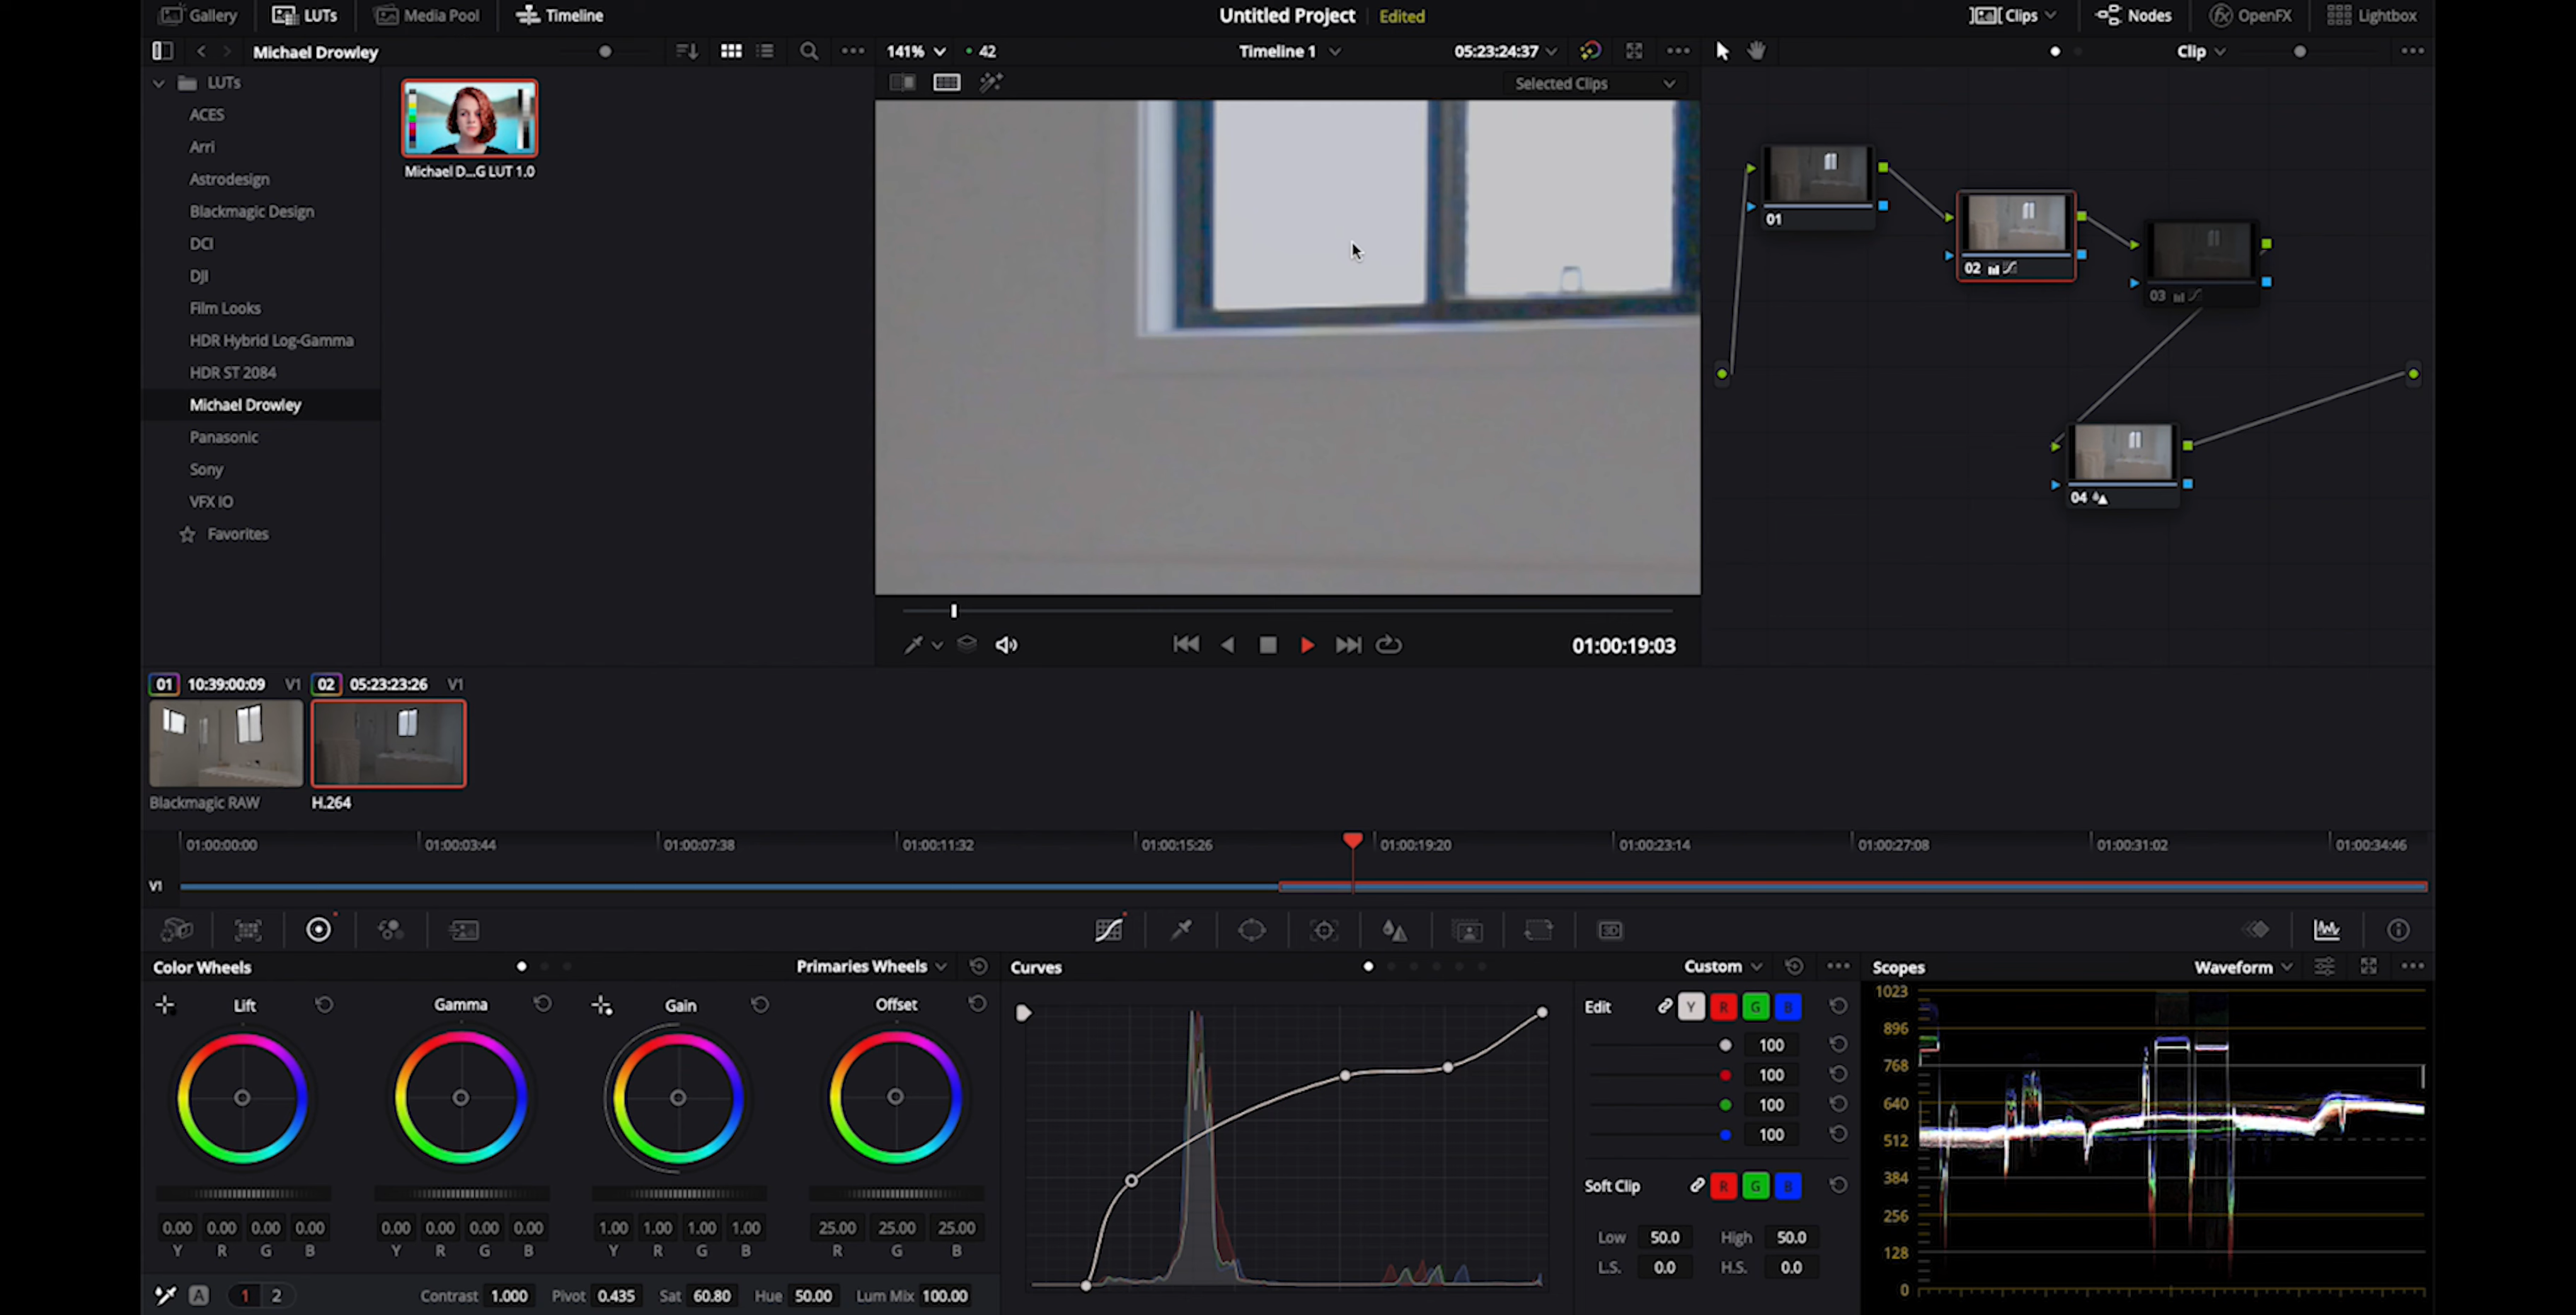 Gallery LUTs Media Pool Timeline Untitled Project Edited Clips Nodes OpenFX Lightbox
Michael Drowley 141% 42 Timeline 1 05:23:24:37 Clip
Selected Clips
LUTs
ACES
Arri
Astrodesign
Blackmagic Design
DCI
DJI
Film Looks
HDR Hybrid Log-Gamma
HDR ST 2084
Michael Drowley
Panasonic
Sony
VFX IO
Favorites
Michael D...G LUT 1.0
01
02
03
04
01:00:19:03
01 10:39:00:09 V1 02 05:23:23:26 V1
Blackmagic RAW H.264
01:00:00:00 01:00:03:44 01:00:07:38 01:00:11:32 01:00:15:26 01:00:19:20 01:00:23:14 01:00:27:08 01:00:31:02 01:00:34:46
V1
3D
Color Wheels Primaries Wheels Curves Custom Scopes Waveform
Lift Gamma Gain Offset
Edit Y R G B
100
100
100
100
Soft Clip R G B
Low 50.0 High 50.0
L.S. 0.0 H.S. 0.0
0.00 0.00 0.00 0.00 0.00 0.00 0.00 0.00 1.00 1.00 1.00 1.00 25.00 25.00 25.00
Y R G B Y R G B Y R G B R G B
A 1 2 Contrast 1.000 Pivot 0.435 Sat 60.80 Hue 50.00 Lum Mix 100.00
1023
896
768
640
512
384
256
128
0